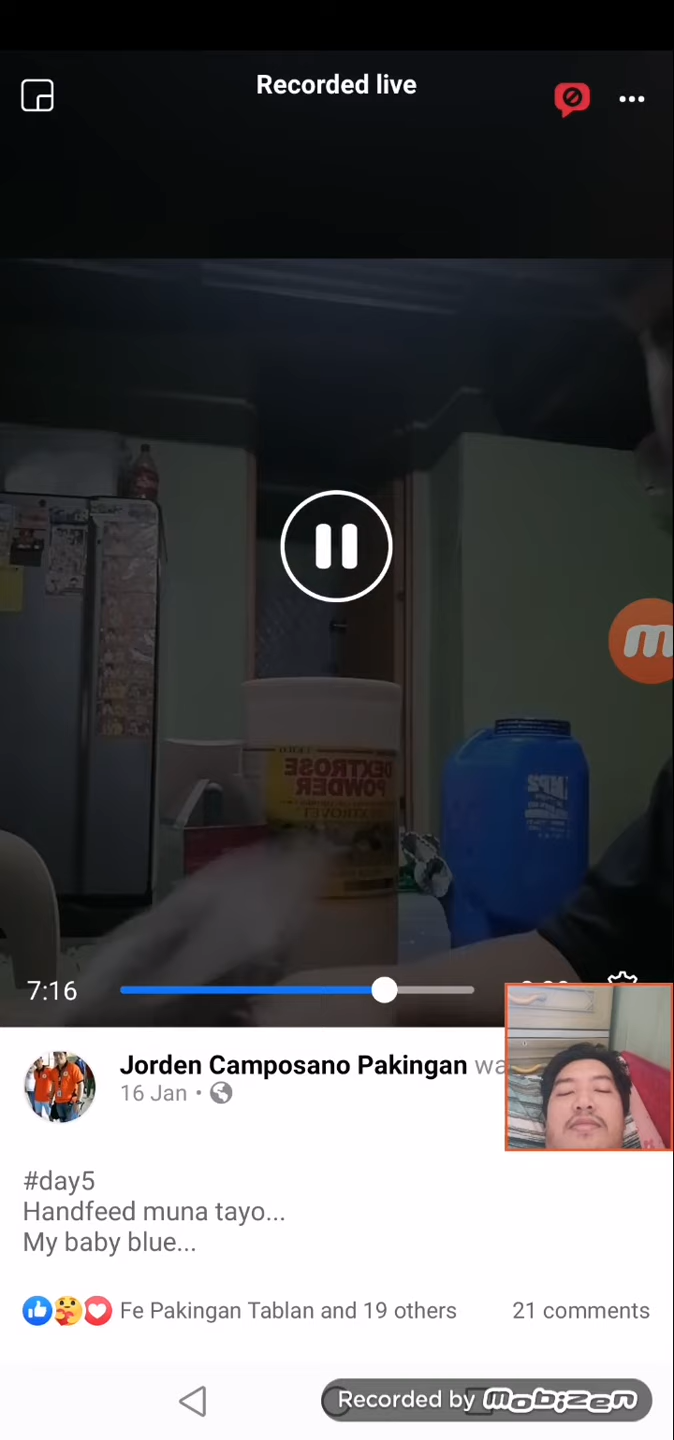 Recorded live
DEXTROSE
POWDER
7:16
Jorden Camposano Pakingan wa
16 Jan
#day5
Handfeed muna tayo...
My baby blue...
Fe Pakingan Tablan and 19 others
21 comments
Recorded by mobizen